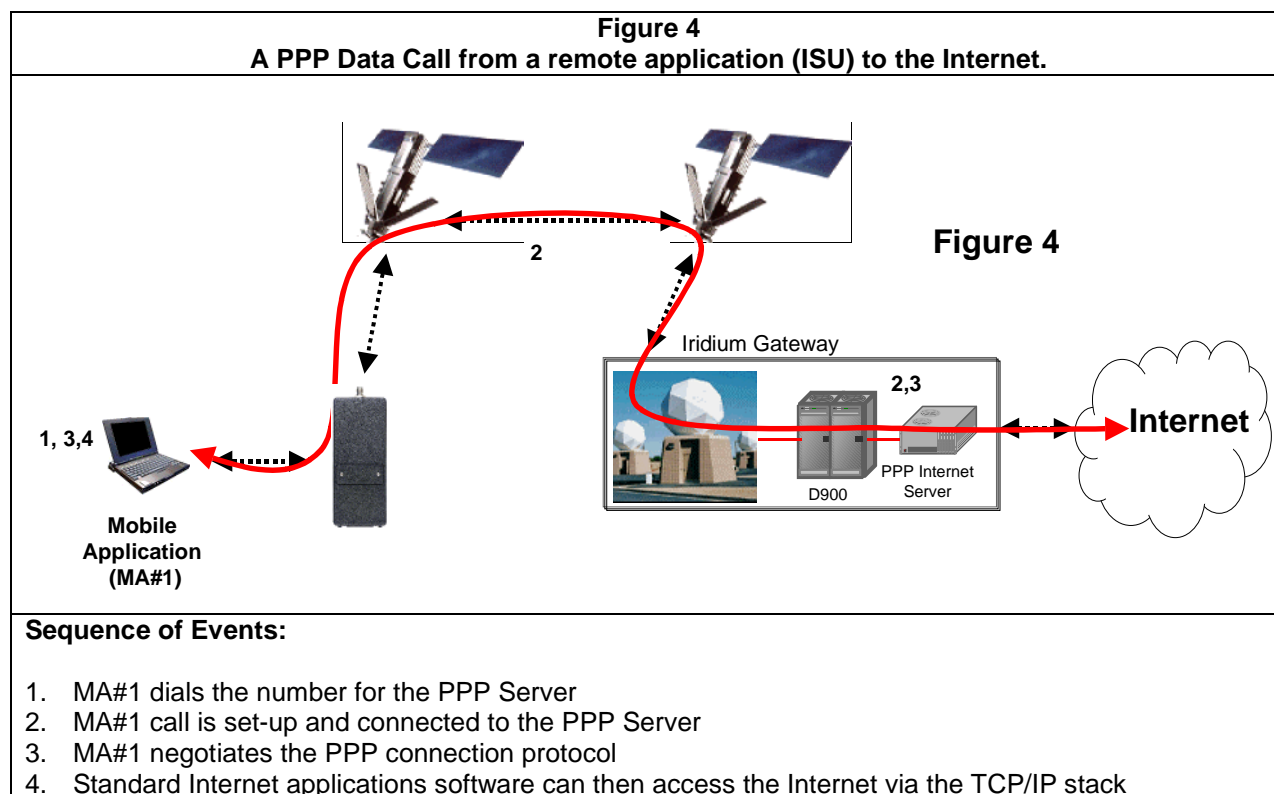 Figure 4
A PPP Data Call from a remote application (ISU) to the Internet.
2
Figure 4
Iridium Gateway
2,3
Internet
1, 3,4
PPP Internet
Server
D900
Mobile
Application
(MA#1)
Sequence of Events:
1. MA#1 dials the number for the PPP Server
2. MA#1 call is set-up and connected to the PPP Server
3. MA#1 negotiates the PPP connection protocol
4. Standard Internet applications software can then access the Internet via the TCP/IP stack